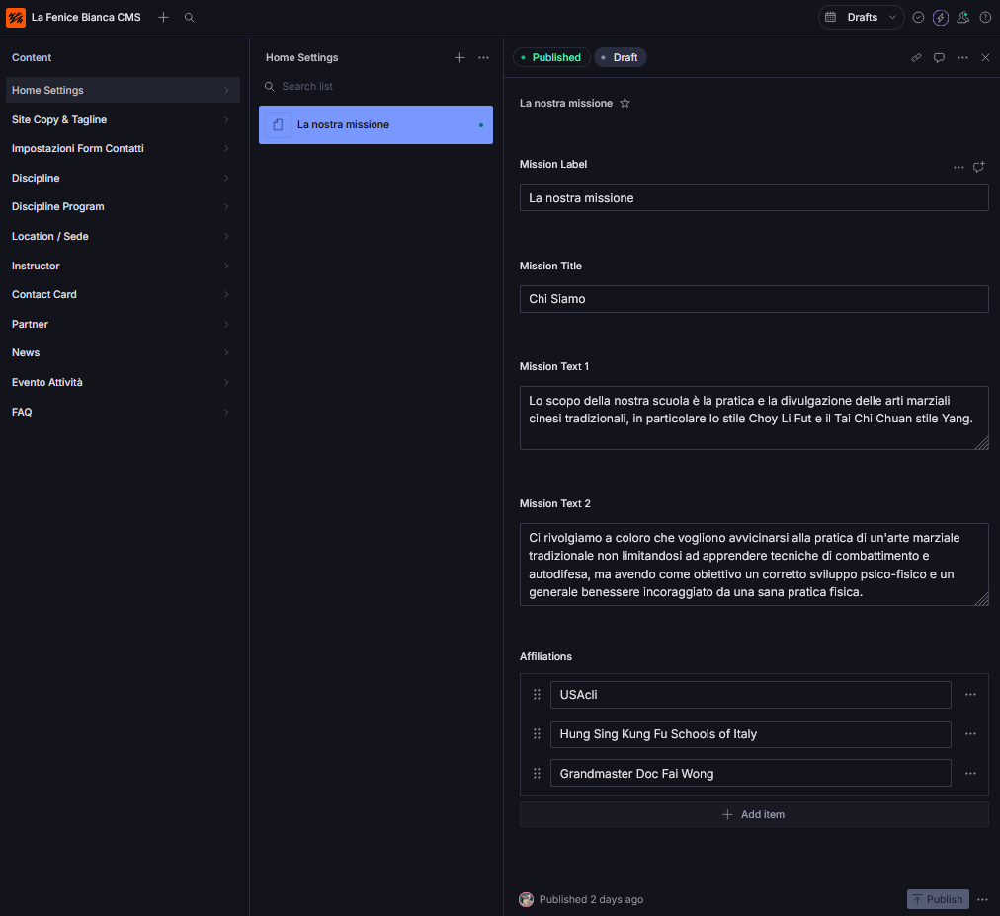 La Fenice Bianca CMS
Drafts
Content
Home Settings
Site Copy & Tagline
Impostazioni Form Contatti
Discipline
Discipline Program
Location / Sede
Instructor
Contact Card
Partner
News
Evento Attività
FAQ
Home Settings
Search list
La nostra missione
Published
Draft
La nostra missione
Mission Label
La nostra missione
Mission Title
Chi Siamo
Mission Text 1
Lo scopo della nostra scuola è la pratica e la divulgazione delle arti marziali
cinesi tradizionali, in particolare lo stile Choy Li Fut e il Tai Chi Chuan stile Yang.
Mission Text 2
Ci rivolgiamo a coloro che vogliono avvicinarsi alla pratica di un'arte marziale
tradizionale non limitandosi ad apprendere tecniche di combattimento e
autodifesa, ma avendo come obiettivo un corretto sviluppo psico-fisico e un
generale benessere incoraggiato da una sana pratica fisica.
Affiliations
USAcli
Hung Sing Kung Fu Schools of Italy
Grandmaster Doc Fai Wong
Add item
Published 2 days ago
Publish